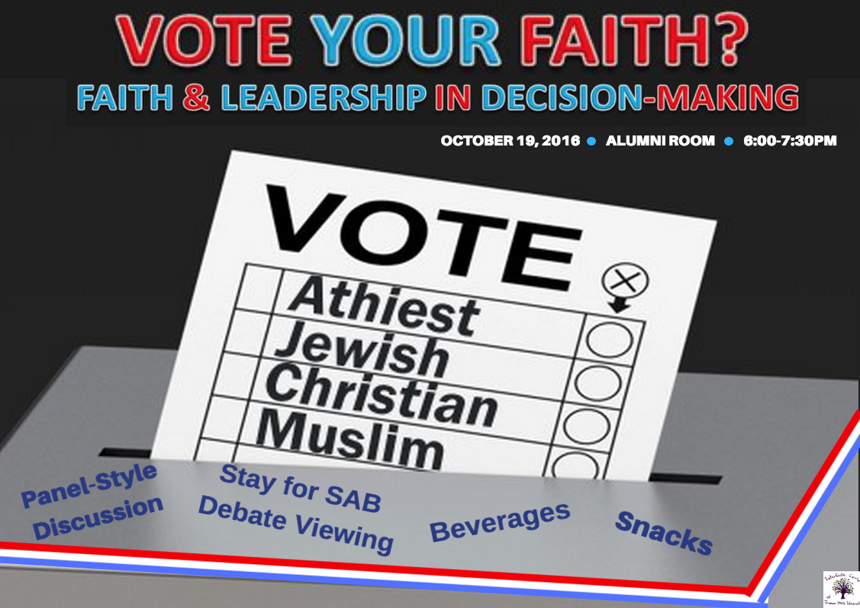 VOTE YOUR FAITH?
FAITH & LEADERSHIP IN DECISION-MAKING
OCTOBER 19, 2016 ● ALUMNI ROOM ● 6:00-7:30PM
VOTE
Athiest
Jewish
Christian
Muslim
Panel-Style
Discussion
Stay for SAB
Debate Viewing
Beverages
Snacks